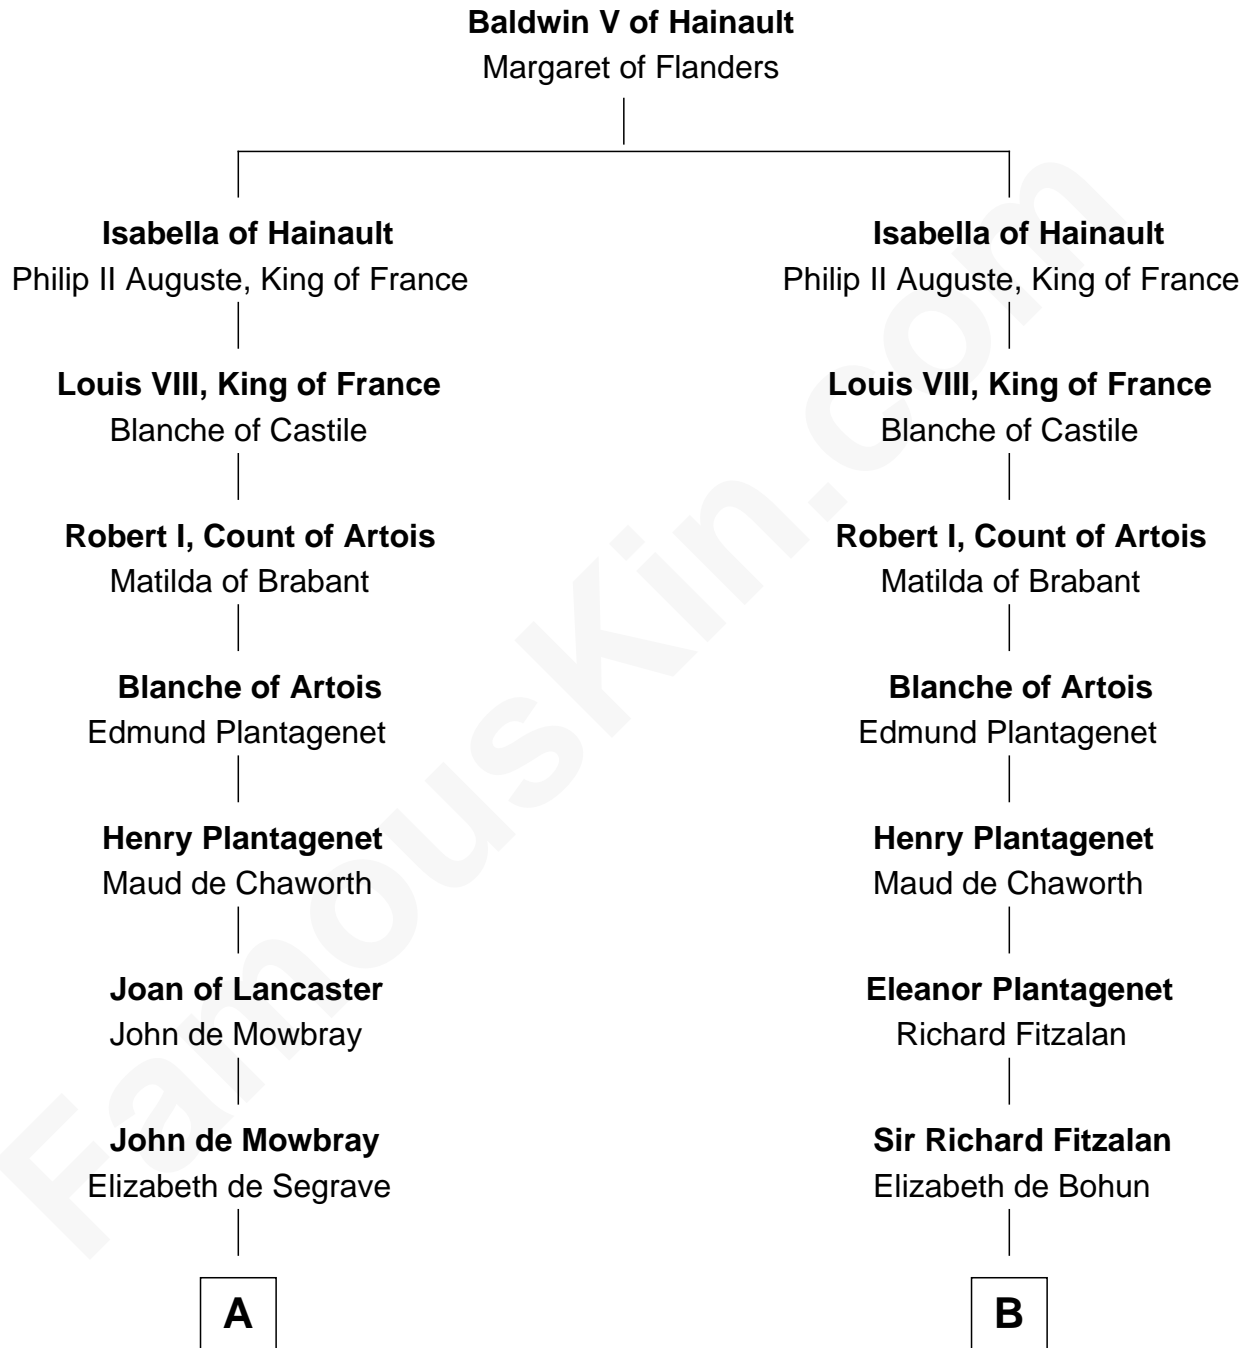 Baldwin V of Hainault
Margaret of Flanders
Isabella of Hainault
Philip II Auguste, King of France
Louis VIII, King of France
Blanche of Castile
Robert I, Count of Artois
Matilda of Brabant
Blanche of Artois
Edmund Plantagenet
Henry Plantagenet
Maud de Chaworth
Joan of Lancaster
John de Mowbray
John de Mowbray
Elizabeth de Segrave
A
Isabella of Hainault
Philip II Auguste, King of France
Louis VIII, King of France
Blanche of Castile
Robert I, Count of Artois
Matilda of Brabant
Blanche of Artois
Edmund Plantagenet
Henry Plantagenet
Maud de Chaworth
Eleanor Plantagenet
Richard Fitzalan
Sir Richard Fitzalan
Elizabeth de Bohun
B
FamousKin.com